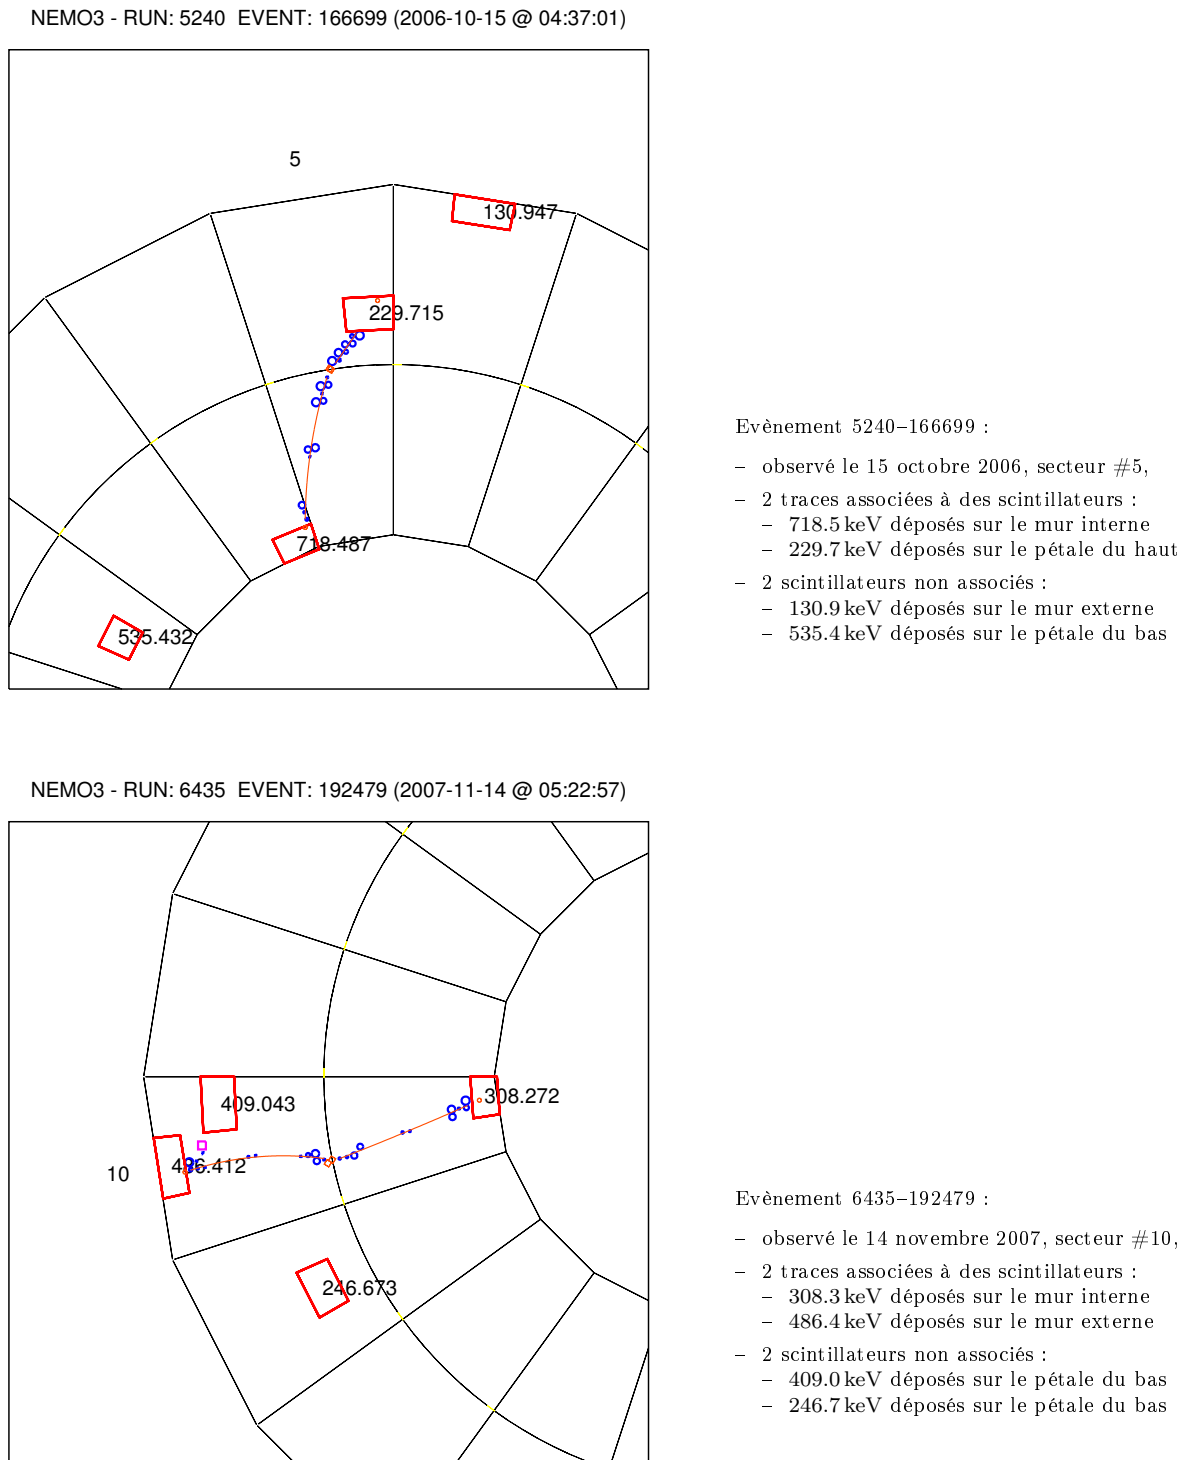 NEMO3 - RUN: 5240 EVENT: 166699 (2006-10-15 @ 04:37:01)
5
130.947
229.715
718.487
535.432
Evènement 5240–166699 :
– observé le 15 octobre 2006, secteur #5,
– 2 traces associées à des scintillateurs :
– 718.5 keV déposés sur le mur interne
– 229.7 keV déposés sur le pétale du haut
– 2 scintillateurs non associés :
– 130.9 keV déposés sur le mur externe
– 535.4 keV déposés sur le pétale du bas
NEMO3 - RUN: 6435 EVENT: 192479 (2007-11-14 @ 05:22:57)
308.272
409.043
486.412
10
246.673
Evènement 6435–192479 :
– observé le 14 novembre 2007, secteur #10,
– 2 traces associées à des scintillateurs :
– 308.3 keV déposés sur le mur interne
– 486.4 keV déposés sur le mur externe
– 2 scintillateurs non associés :
– 409.0 keV déposés sur le pétale du bas
– 246.7 keV déposés sur le pétale du bas